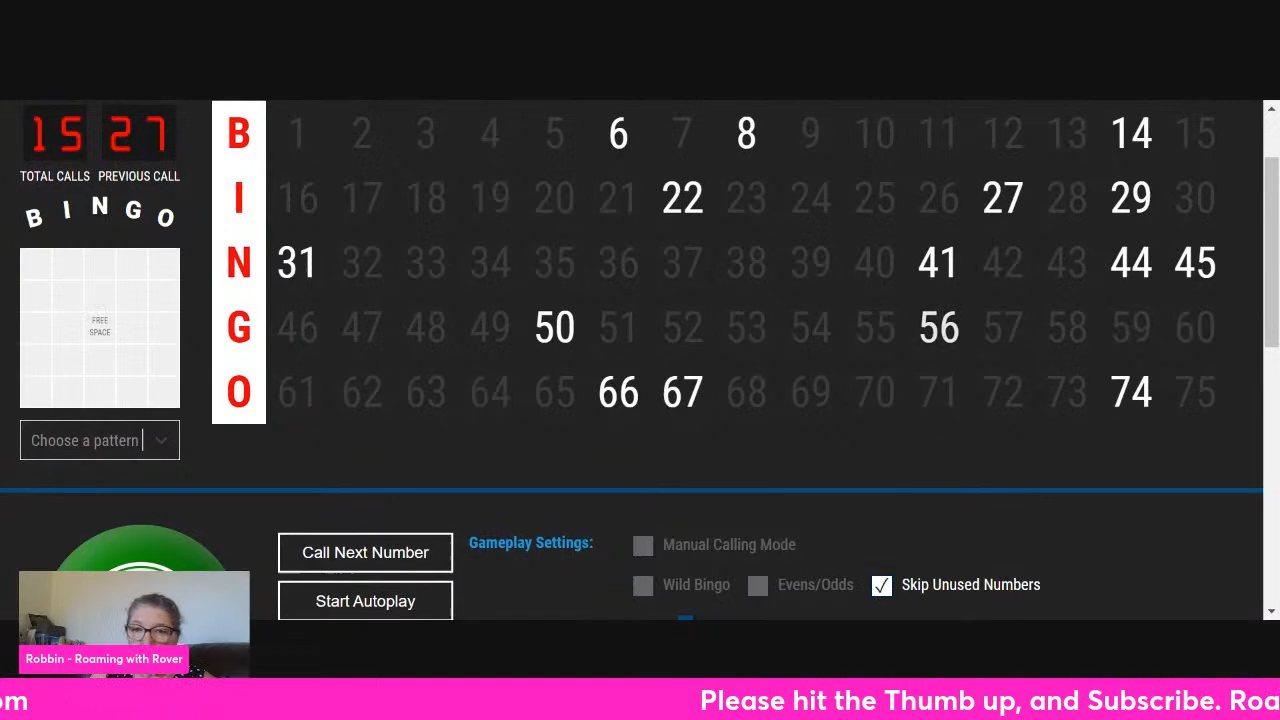 15 27
TOTAL CALLS PREVIOUS CALL
BINGO
FREE
SPACE
Choose a pattern
B 1 2 3 4 5 6 7 8 9 10 11 12 13 14 15
I 16 17 18 19 20 21 22 23 24 25 26 27 28 29 30
N 31 32 33 34 35 36 37 38 39 40 41 42 43 44 45
G 46 47 48 49 50 51 52 53 54 55 56 57 58 59 60
O 61 62 63 64 65 66 67 68 69 70 71 72 73 74 75
Call Next Number
Start Autoplay
Gameplay Settings:
Manual Calling Mode
Wild Bingo Evens/Odds Skip Unused Numbers
Robbin - Roaming with Rover
om Please hit the Thumb up, and Subscribe. Roa